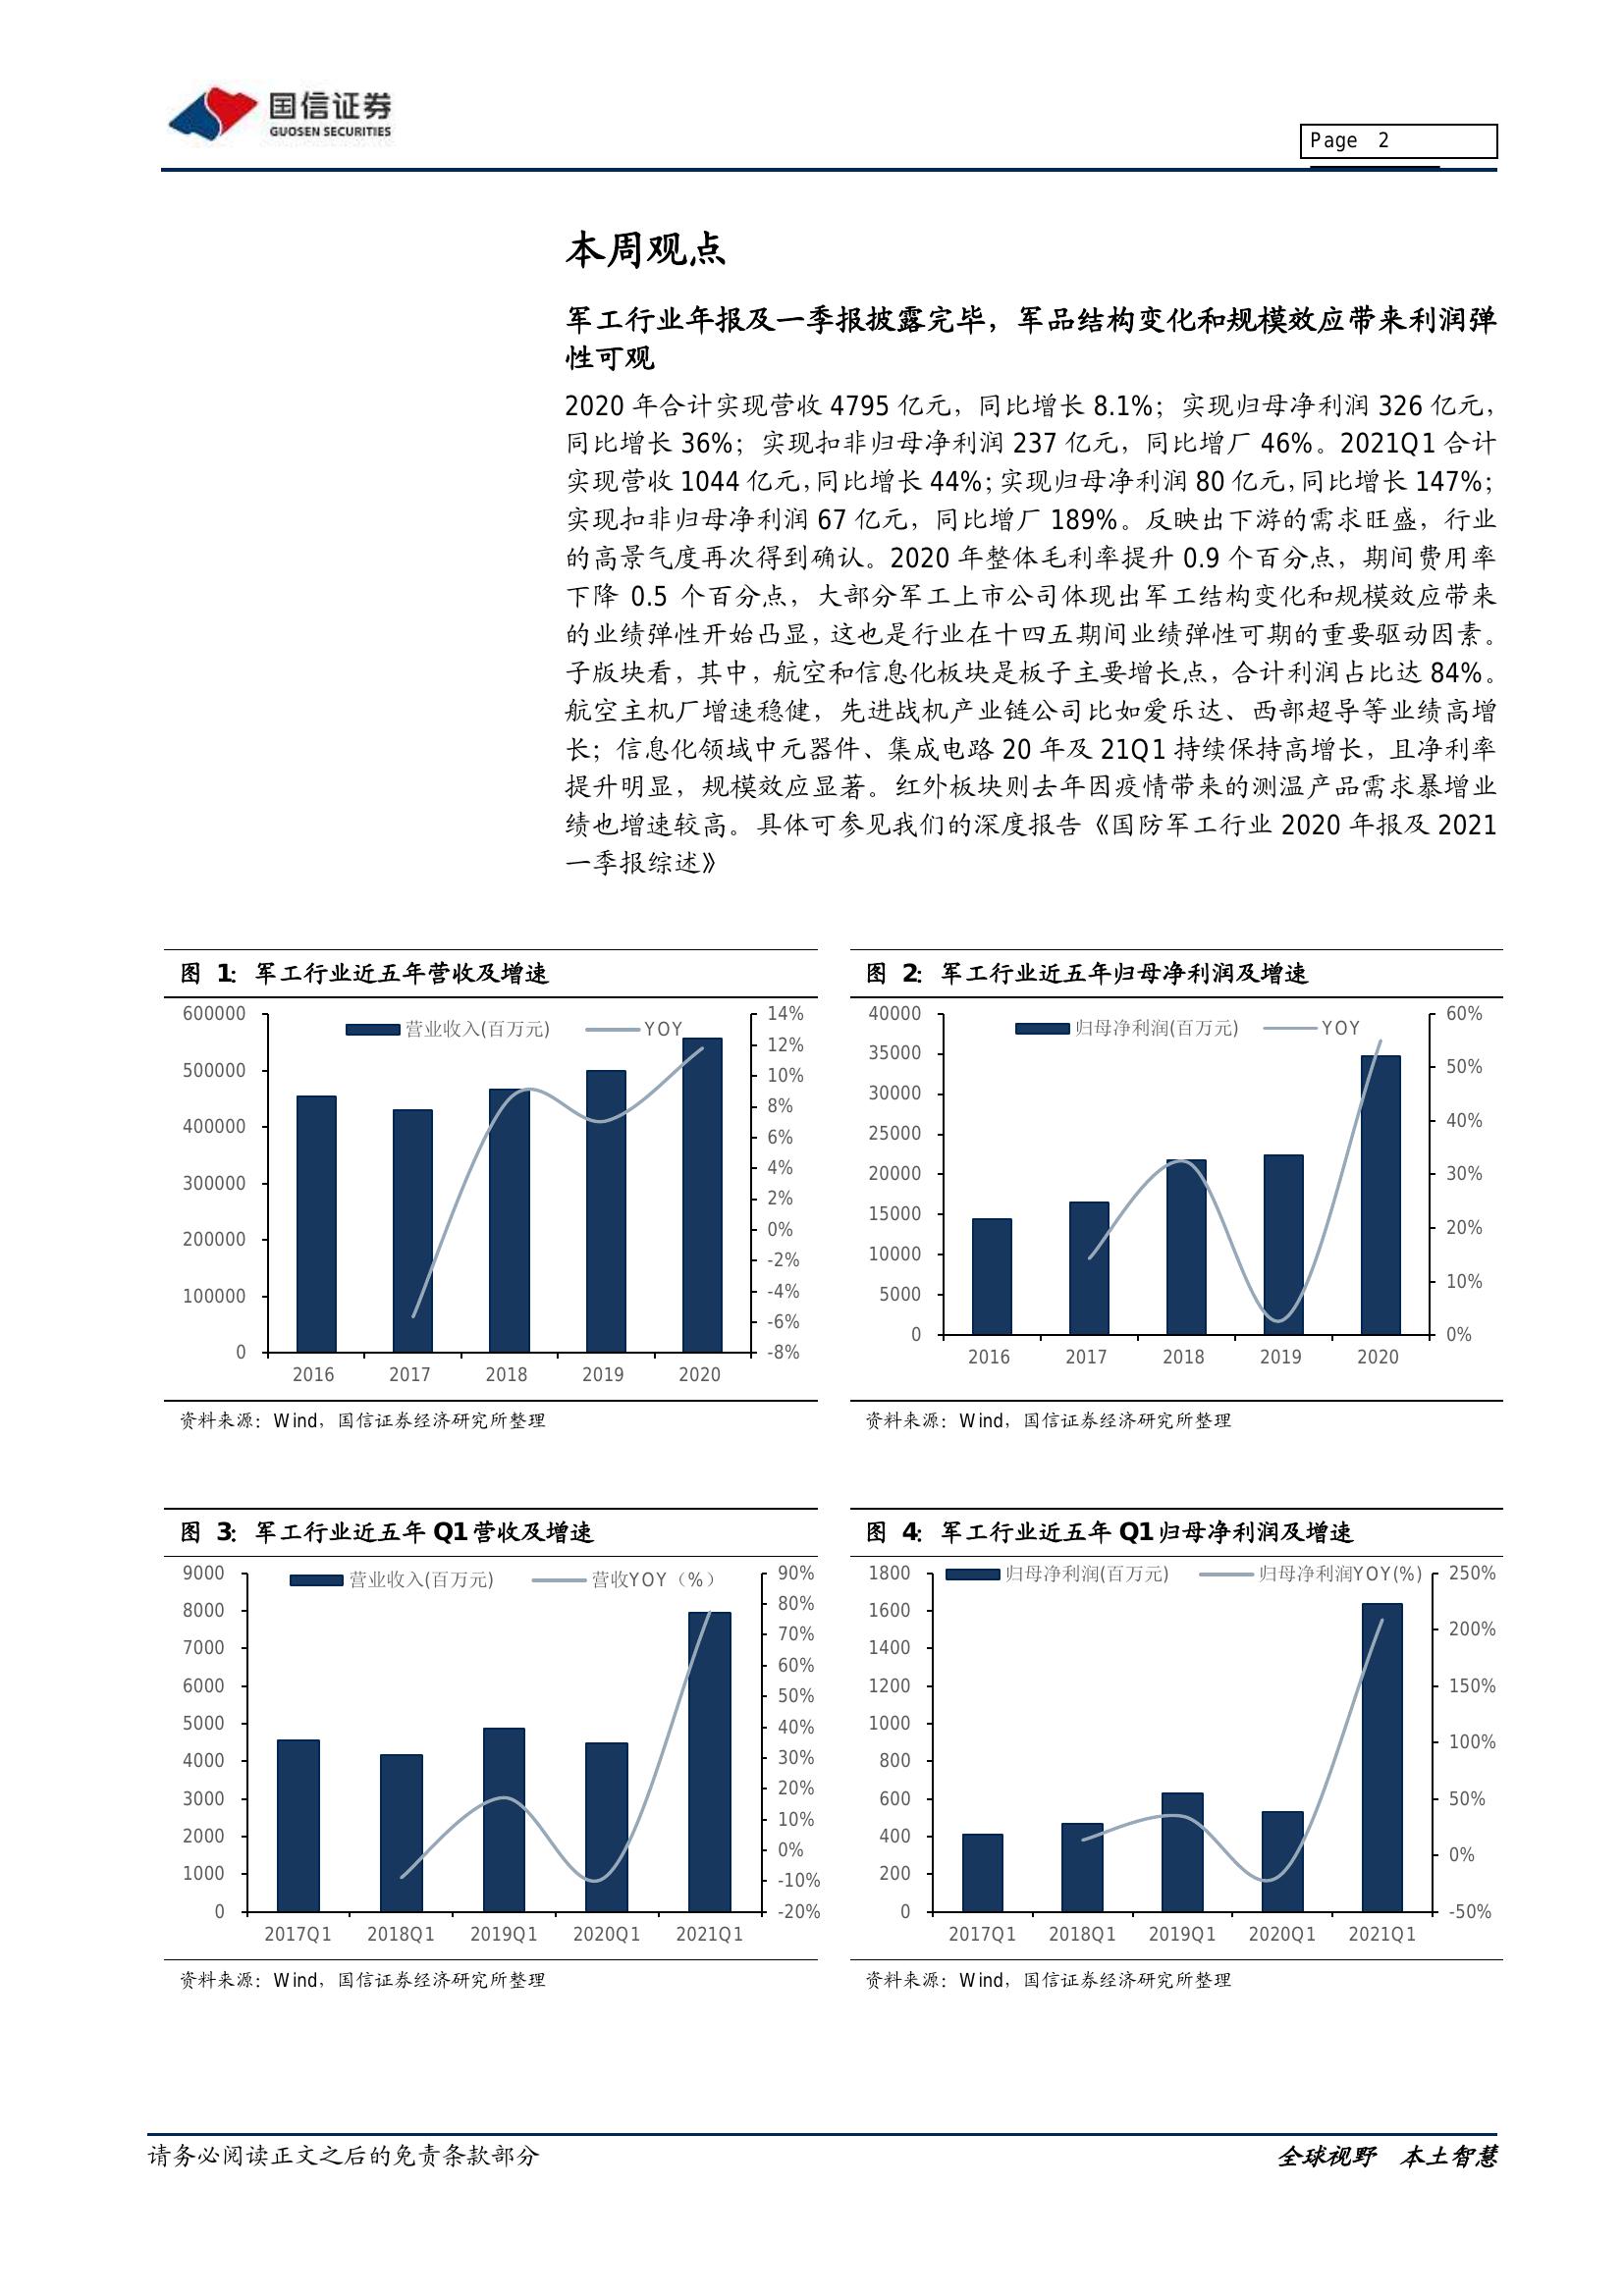 国信证券
GUOSEN SECURITIES
Page 2
本周观点
军工行业年报及一季报披露完毕，军品结构变化和规模效应带来利润弹
性可观
2020 年合计实现营收 4795 亿元，同比增长 8.1%；实现归母净利润 326 亿元，
同比增长 36%；实现扣非归母净利润 237 亿元，同比增厂 46%。2021Q1 合计
实现营收 1044 亿元，同比增长 44%；实现归母净利润 80 亿元，同比增长 147%；
实现扣非归母净利润 67 亿元，同比增厂 189%。反映出下游的需求旺盛，行业
的高景气度再次得到确认。2020 年整体毛利率提升 0.9 个百分点，期间费用率
下降 0.5 个百分点，大部分军工上市公司体现出军工结构变化和规模效应带来
的业绩弹性开始凸显，这也是行业在十四五期间业绩弹性可期的重要驱动因素。
子版块看，其中，航空和信息化板块是板子主要增长点，合计利润占比达 84%。
航空主机厂增速稳健，先进战机产业链公司比如爱乐达、西部超导等业绩高增
长；信息化领域中元器件、集成电路 20 年及 21Q1 持续保持高增长，且净利率
提升明显，规模效应显著。红外板块则去年因疫情带来的测温产品需求暴增业
绩也增速较高。具体可参见我们的深度报告《国防军工行业 2020 年报及 2021
一季报综述》
图 1：军工行业近五年营收及增速
营业收入(百万元) YOY
600000
500000
400000
300000
200000
100000
0
14%
12%
10%
8%
6%
4%
2%
0%
-2%
-4%
-6%
-8%
2016 2017 2018 2019 2020
资料来源：Wind，国信证券经济研究所整理
图 2：军工行业近五年归母净利润及增速
归母净利润(百万元) YOY
40000
35000
30000
25000
20000
15000
10000
5000
0
60%
50%
40%
30%
20%
10%
0%
2016 2017 2018 2019 2020
资料来源：Wind，国信证券经济研究所整理
图 3：军工行业近五年 Q1 营收及增速
营业收入(百万元) 营收YOY（%）
9000
8000
7000
6000
5000
4000
3000
2000
1000
0
90%
80%
70%
60%
50%
40%
30%
20%
10%
0%
-10%
-20%
2017Q1 2018Q1 2019Q1 2020Q1 2021Q1
资料来源：Wind，国信证券经济研究所整理
图 4：军工行业近五年 Q1 归母净利润及增速
归母净利润(百万元) 归母净利润YOY(%)
1800
1600
1400
1200
1000
800
600
400
200
0
250%
200%
150%
100%
50%
0%
-50%
2017Q1 2018Q1 2019Q1 2020Q1 2021Q1
资料来源：Wind，国信证券经济研究所整理
请务必阅读正文之后的免责条款部分
全球视野 本土智慧